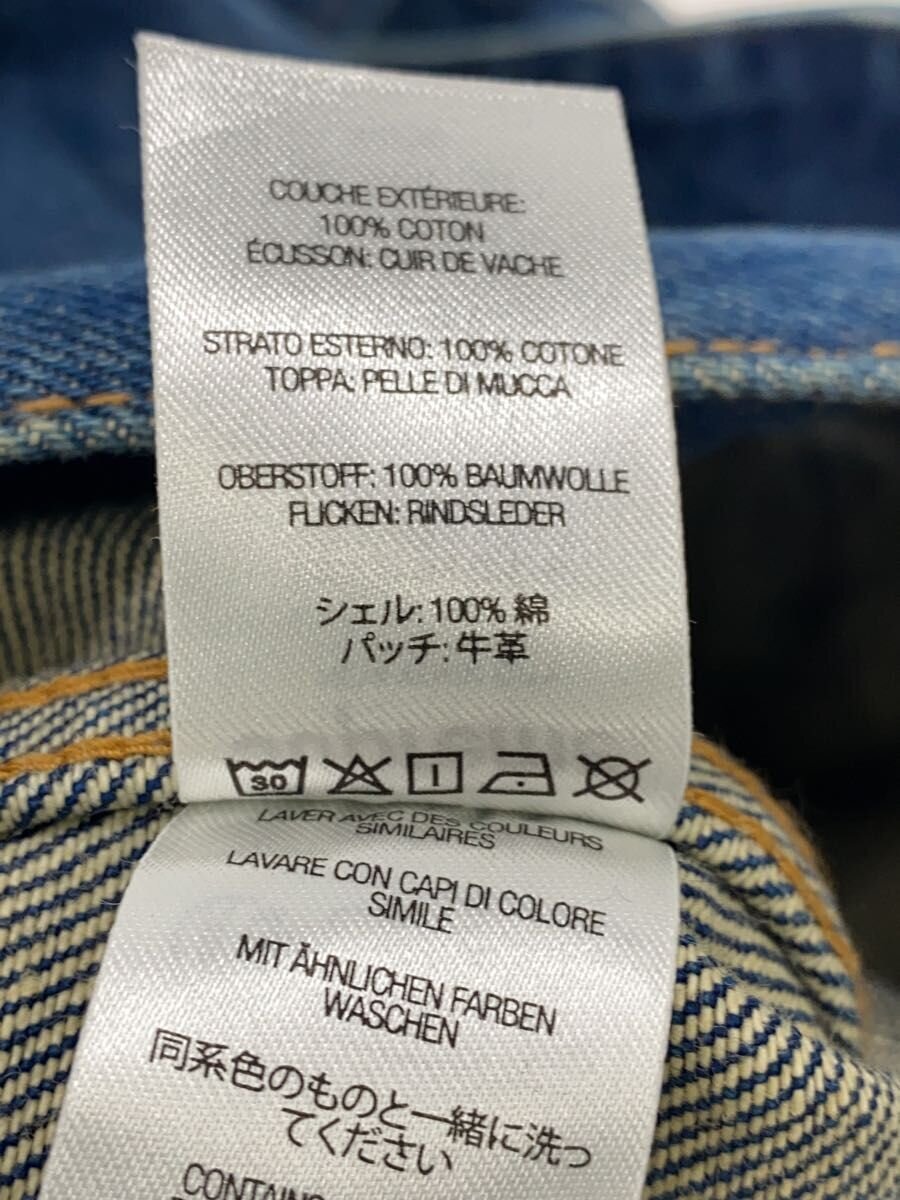 COUCHE EXTÉRIEURE:
100% COTON
ÉCUSSON: CUIR DE VACHE
STRATO ESTERNO: 100% COTONE
TOPPA: PELLE DI MUCCA
OBERSTOFF: 100% BAUMWOLLE
FLICKEN: RINDSLEDER
シェル: 100% 綿
パッチ: 牛革
30
LAVER AVEC DES COULEURS
SIMILAIRES
LAVARE CON CAPI DI COLORE
SIMILE
MIT ÄHNLICHEN FARBEN
WASCHEN
同系色のものと一緒に洗っ
てください
CONTAINS